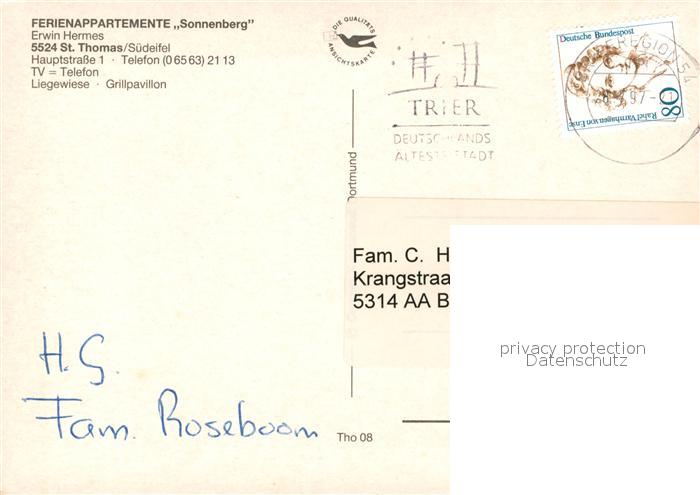 FERIENAPPARTEMENTE „Sonnenberg”
Erwin Hermes
5524 St. Thomas/Südeifel
Hauptstraße 1 · Telefon (0 65 63) 21 13
TV = Telefon
Liegewiese · Grillpavillon
DIE QUALITÄTS
ANSICHTSKARTE
Deutsche Bundespost
80
Rahel Varnhagen von Ense
97
TRIER
DEUTSCHLANDS
ÄLTESTE STADT
Dortmund
Fam. C. H
Krangstraa
5314 AA B
privacy protection
Datenschutz
H. G.
Fam. Roseboom
Tho 08